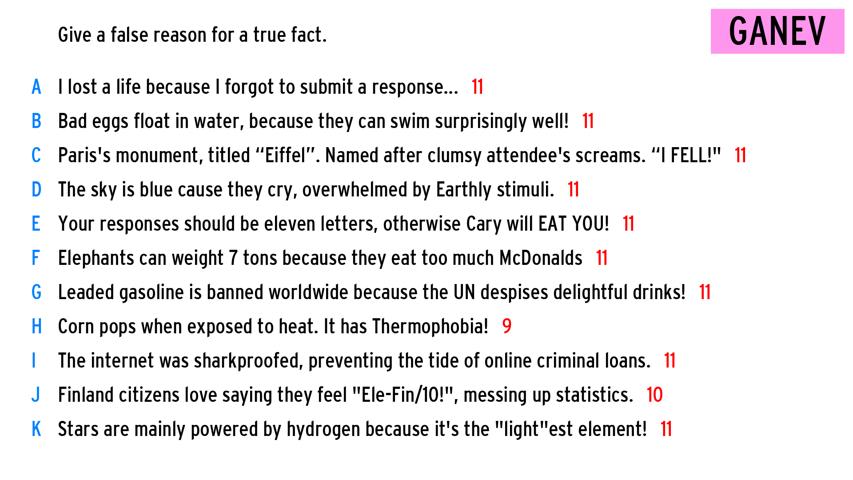 Give a false reason for a true fact.
GANEV
A I lost a life because I forgot to submit a response... 11
B Bad eggs float in water, because they can swim surprisingly well! 11
C Paris's monument, titled “Eiffel”. Named after clumsy attendee's screams. “I FELL!" 11
D The sky is blue cause they cry, overwhelmed by Earthly stimuli. 11
E Your responses should be eleven letters, otherwise Cary will EAT YOU! 11
F Elephants can weight 7 tons because they eat too much McDonalds 11
G Leaded gasoline is banned worldwide because the UN despises delightful drinks! 11
H Corn pops when exposed to heat. It has Thermophobia! 9
I The internet was sharkproofed, preventing the tide of online criminal loans. 11
J Finland citizens love saying they feel "Ele-Fin/10!", messing up statistics. 10
K Stars are mainly powered by hydrogen because it's the "light"est element! 11